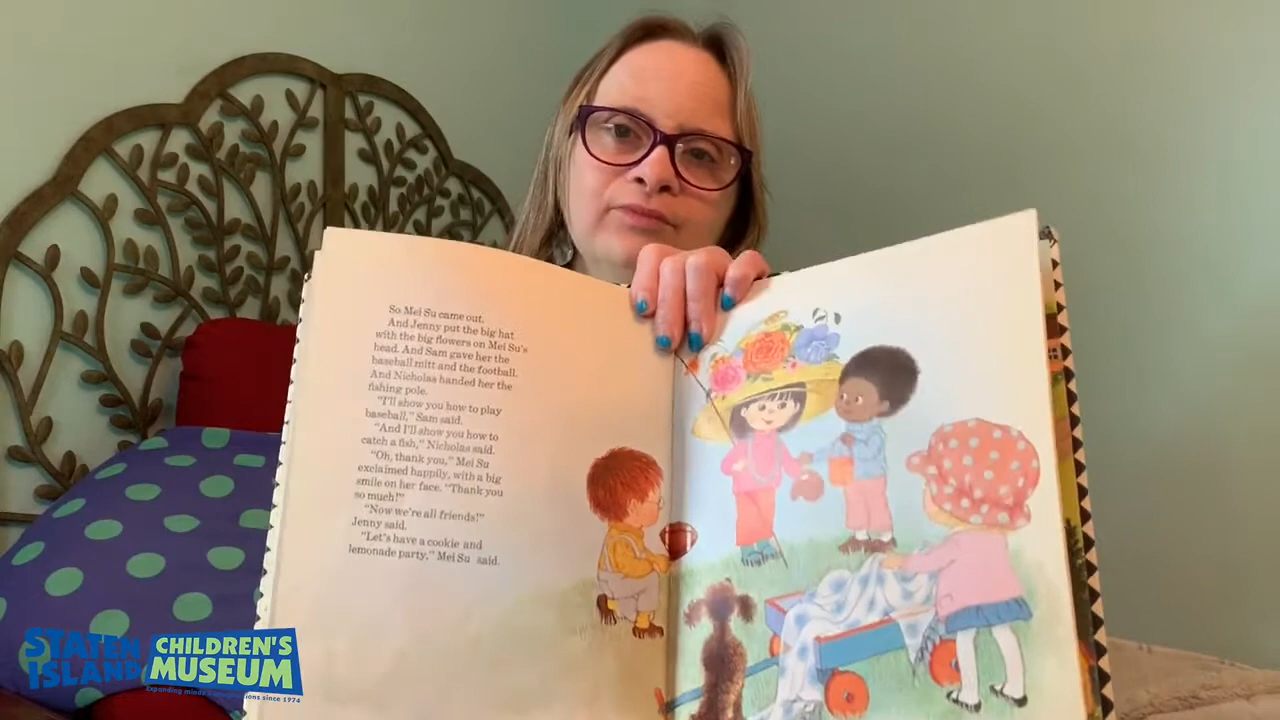 So Mei Su came out.
And Jenny put the big hat
with the big flowers on Mei Su's
head. And Sam gave her the
baseball mitt and the football.
And Nicholas handed her the
fishing pole.
"I'll show you how to play
baseball," Sam said.
"And I'll show you how to
catch a fish," Nicholas said.
"Oh, thank you," Mei Su
exclaimed happily, with a big
smile on her face. "Thank you
so much!"
"Now we're all friends!"
Jenny said.
"Let's have a cookie and
lemonade party," Mei Su said.
STATEN
ISLAND
CHILDREN'S
MUSEUM
Expanding minds since 1974